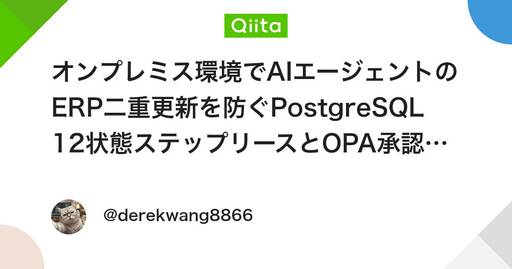 Qiita
オンプレミス環境でAIエージェントの
ERP二重更新を防ぐPostgreSQL
12状態ステップリースとOPA承認…
@derekwang8866